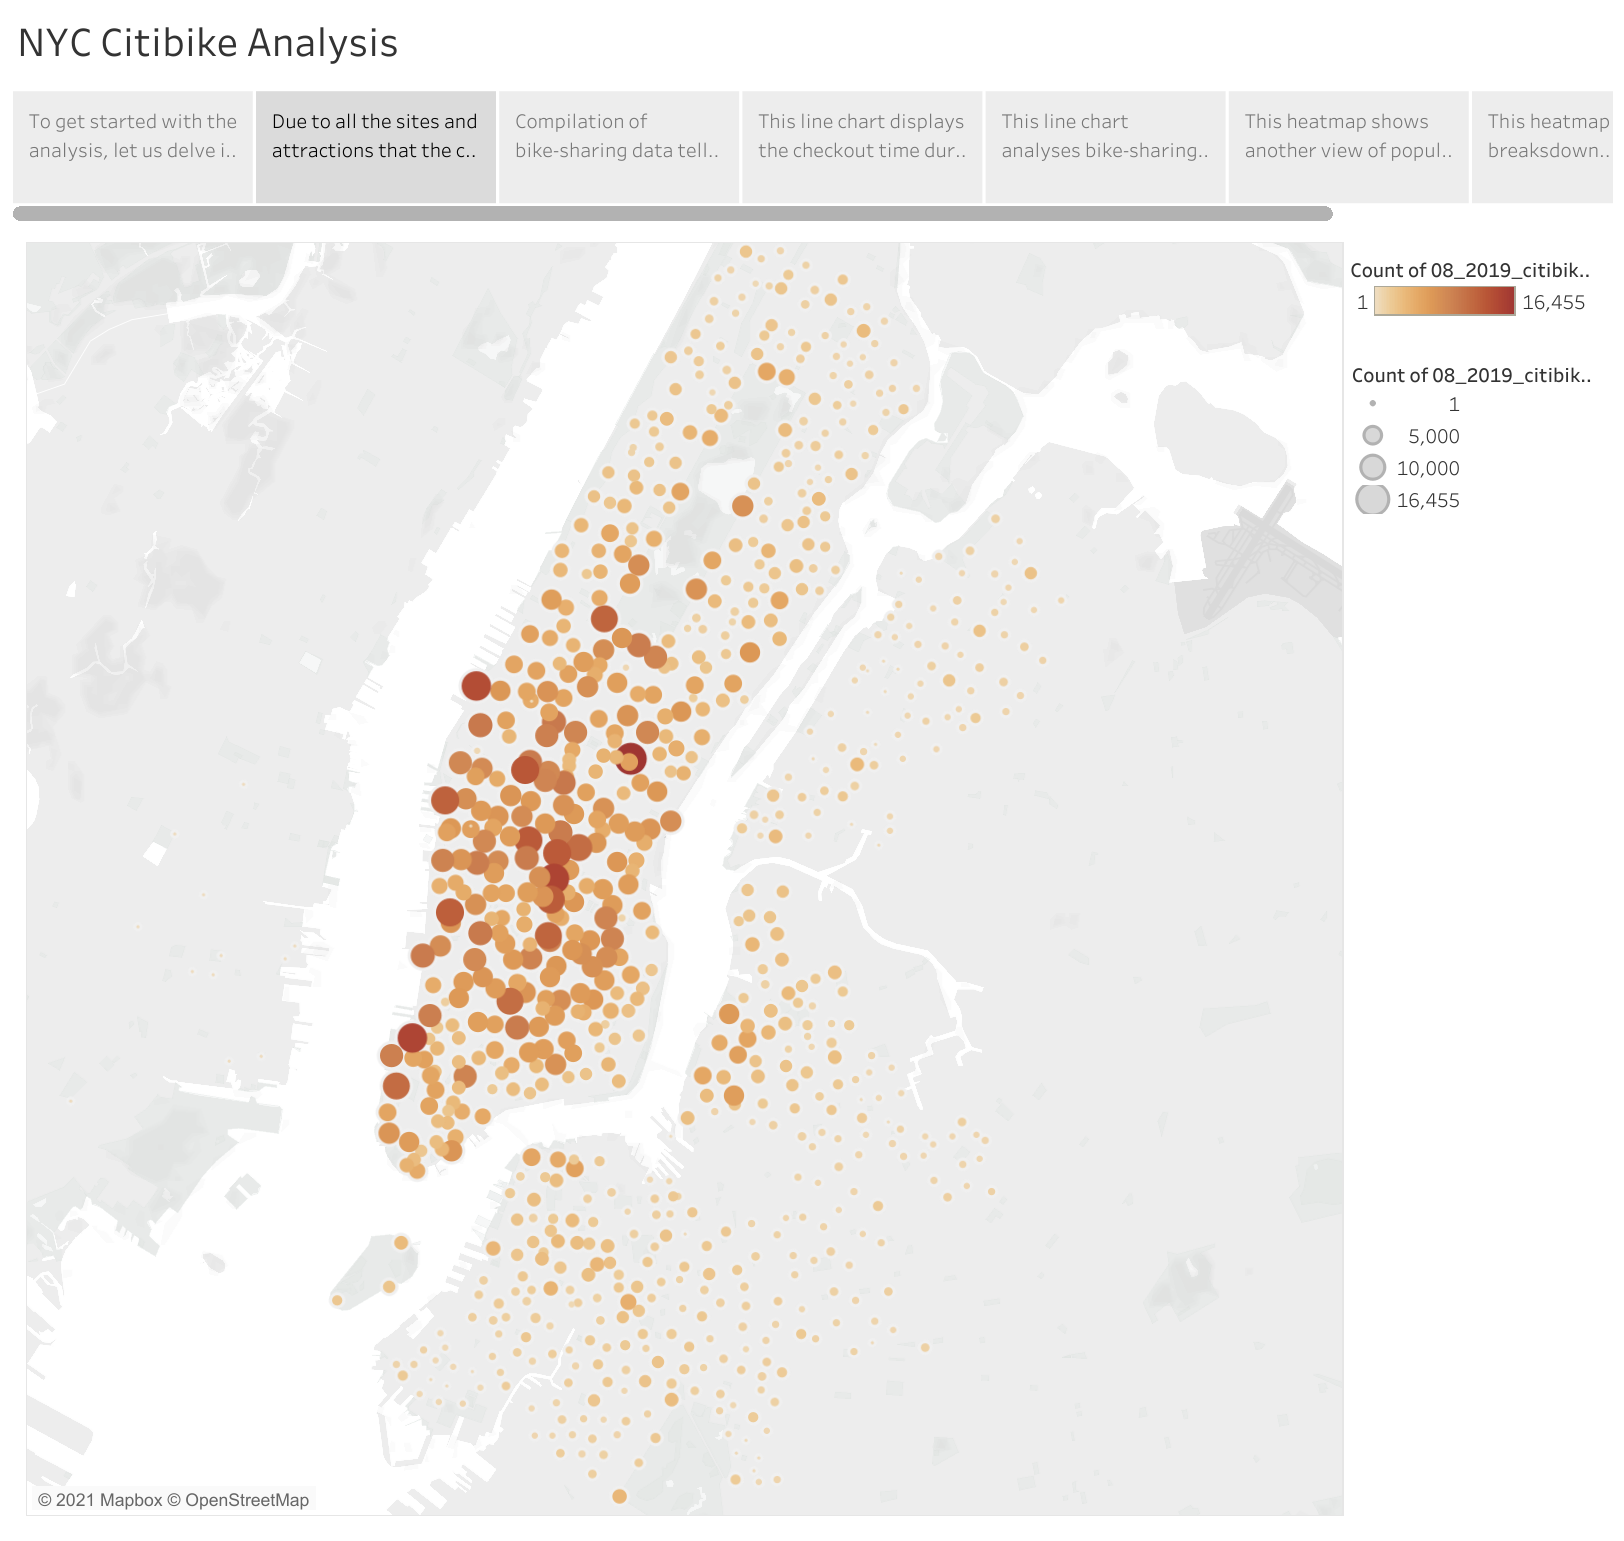 NYC Citibike Analysis
To get started with the
analysis, let us delve i..
Due to all the sites and
attractions that the c..
Compilation of
bike-sharing data tell..
This line chart displays
the checkout time dur..
This line chart
analyses bike-sharing..
This heatmap shows
another view of popul..
This heatmap
breaksdown..
Count of 08_2019_citibik..
1 16,455
Count of 08_2019_citibik..
1
5,000
10,000
16,455
© 2021 Mapbox © OpenStreetMap